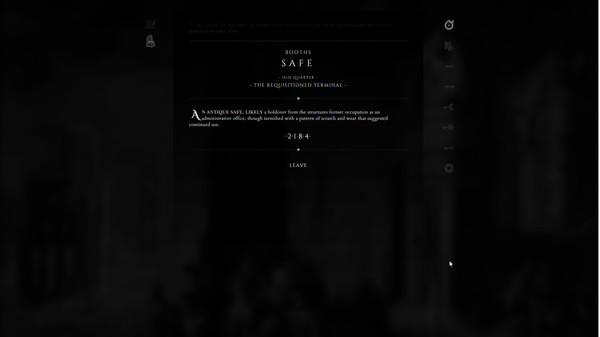 BOOTHS
SAFE
- OLD QUARTER -
- THE REQUISITIONED TERMINAL -
AN ANTIQUE SAFE, LIKELY a holdover from the structures former occupation as an
administrative office, though tarnished with a pattern of scratch and wear that suggested
continued use.
·2·1·8·4·
LEAVE